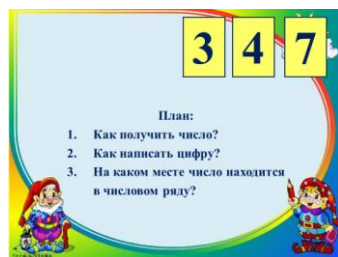 3 4 7
План:
1. Как получить число?
2. Как написать цифру?
3. На каком месте число находится
в числовом ряду?